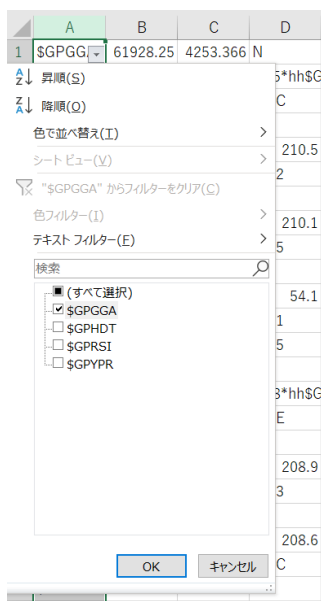 A B C D
1 $GPGG 61928.25 4253.366 N
昇順(S) 5*hh$G
降順(O) C
色で並べ替え(T)
シート ビュー(V) 210.5
"$GPGGA" からフィルターをクリア(C) 2
色フィルター(I) 210.1
テキスト フィルター(F) 5
検索
(すべて選択) 54.1
$GPGGA 1
$GPHDT
$GPRSI 5
$GPYPR
3*hh$G
E
208.9
3
208.6
OK キャンセル C